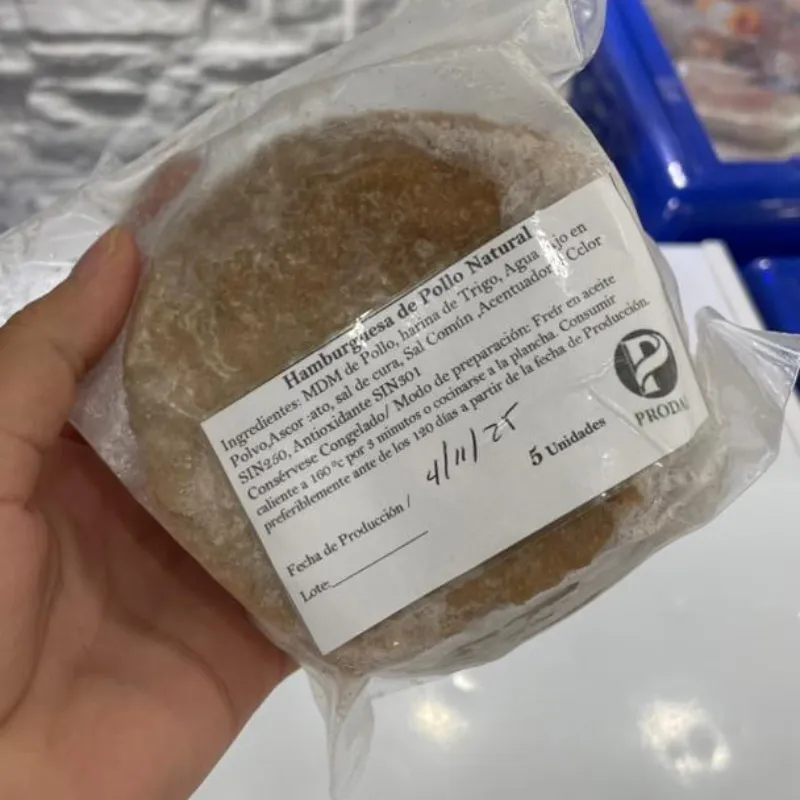 Hamburguesa de Pollo Natural
Ingredientes: MDM de Pollo, harina de Trigo, Agua Ajo en
Polvo,Ascor :ato, sal de cura, Sal Común ,Acentuador Cclor
SIN250, Antioxidante SIN301
Consérvese Congelado/ Modo de preparación: Freír en aceite
caliente a 160 °c por 3 minutos o cocinarse a la plancha. Consumir
preferiblemente ante de los 120 días a partir de la fecha de Producción.
Fecha de Producción / 4/11/25
5 Unidades
Lote:
PRODAL